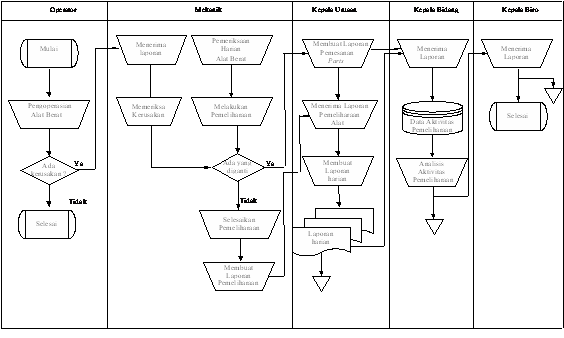 Operator
Mekanik
Kepala Urusan
Kepala Bidang
Kepala Biro
Mulai
Pengoperasian
Alat Berat
Ada
kerusakan ?
Ya
Tidak
Selesai
Menerima
laporan
Memeriksa
Kerusakan
Pemeriksaan
Harian
Alat Berat
Melakukan
Pemeliharaan
Ada yang
diganti
Ya
Tidak
Selesaikan
Pemeliharaan
Membuat
Laporan
Pemeliharaan
Membuat Laporan
Pemesanan
Parts
Menerima Laporan
Pemeliharaan
Alat
Membuat
Laporan
harian
Laporan
harian
Menerima
Laporan
Data Aktivitas
Pemeliharaan
Analisis
Aktivitas
Pemeliharaan
Menerima
Laporan
Selesai